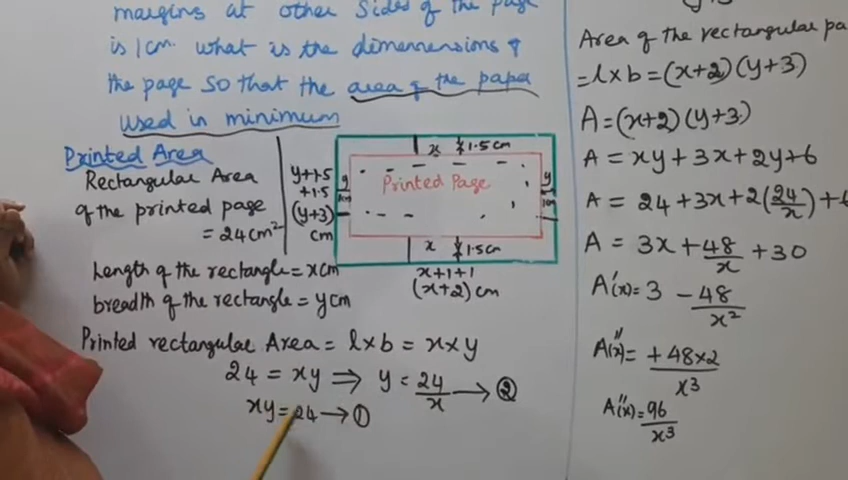 margins at other Sides of the page
is 1cm. what is the dimennensions of
the page so that the area of the paper
used in minimum
Printed Area
Rectangular Area
of the printed page
= 24cm²
y+1.5
+1.5
(y+3)
cm
x 1.5cm
y
1cm
Printed Page
y
1cm
x 1.5cm
x+1+1
(x+2) cm
Length of the rectangle = x cm
breadth of the rectangle = y cm
Printed rectangular Area = l×b = x×y
24 = xy ⇒ y = 24/x → ②
xy = 24 → ①
Area of the rectangular
= l×b = (x+2)(y+3)
A = (x+2)(y+3)
A = xy+3x+2y+6
A = 24+3x+2(24/x)+6
A = 3x+48/x+30
A'(x) = 3 - 48/x²
A''(x) = +48×2/x³
A''(x) = 96/x³